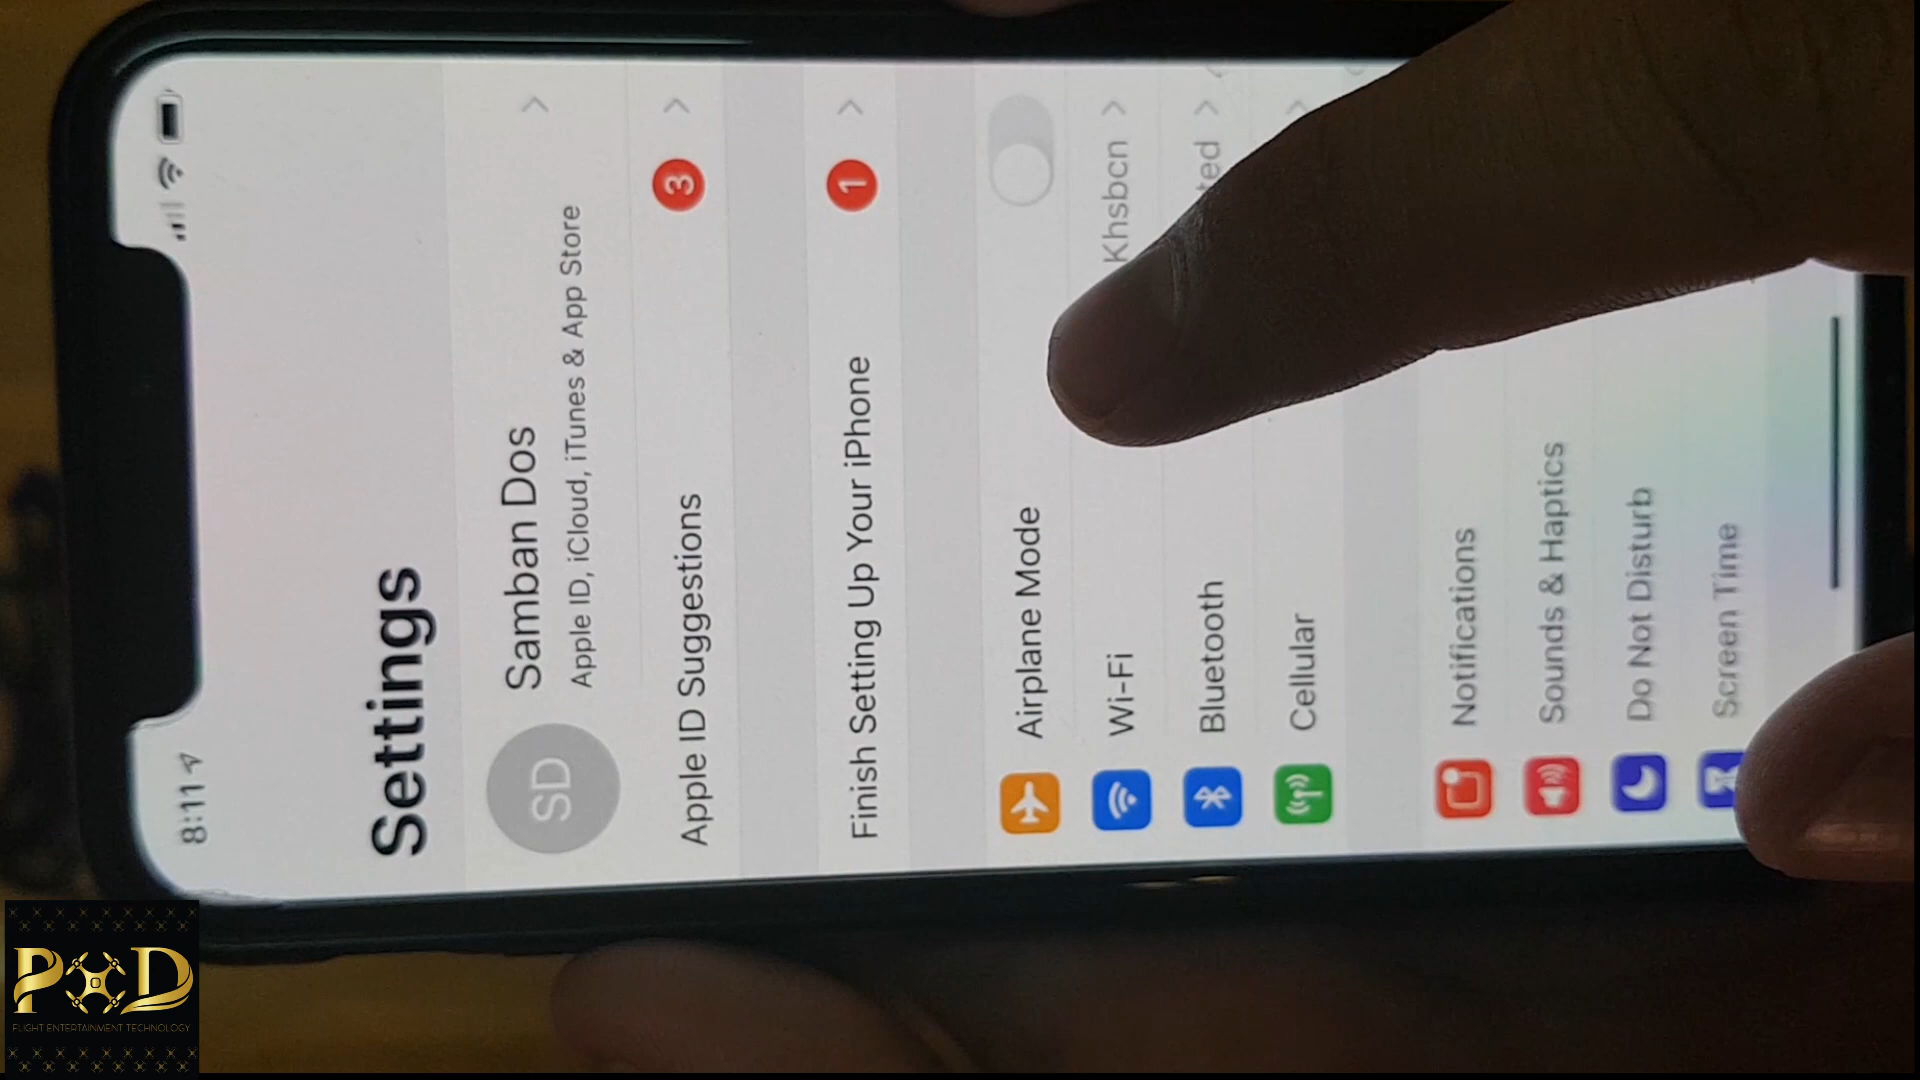 8:11
Settings
SD
Samban Dos
Apple ID, iCloud, iTunes & App Store
Apple ID Suggestions
3
Finish Setting Up Your iPhone
1
Airplane Mode
Wi-Fi
Khsbcn
Bluetooth
ted
Cellular
Notifications
Sounds & Haptics
Do Not Disturb
Screen Time
PD
FLIGHT ENTERTAINMENT TECHNOLOGY